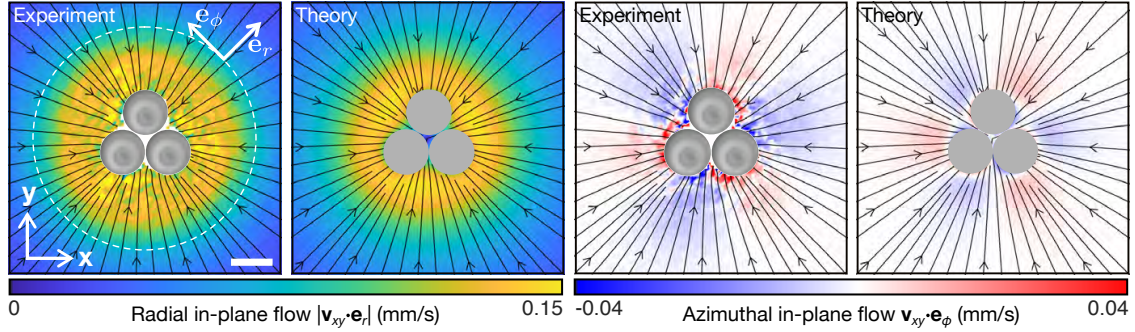 Experiment
e_ϕ
e_r
y
x
Theory
Experiment
Theory
0
Radial in-plane flow |v_xy·e_r| (mm/s)
0.15
-0.04
Azimuthal in-plane flow v_xy·e_ϕ
0.04
(mm/s)